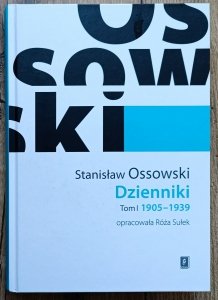 Os
sow
ski
Stanisław Ossowski
Dzienniki
Tom I 1905–1939
opracowała Róża Sułek